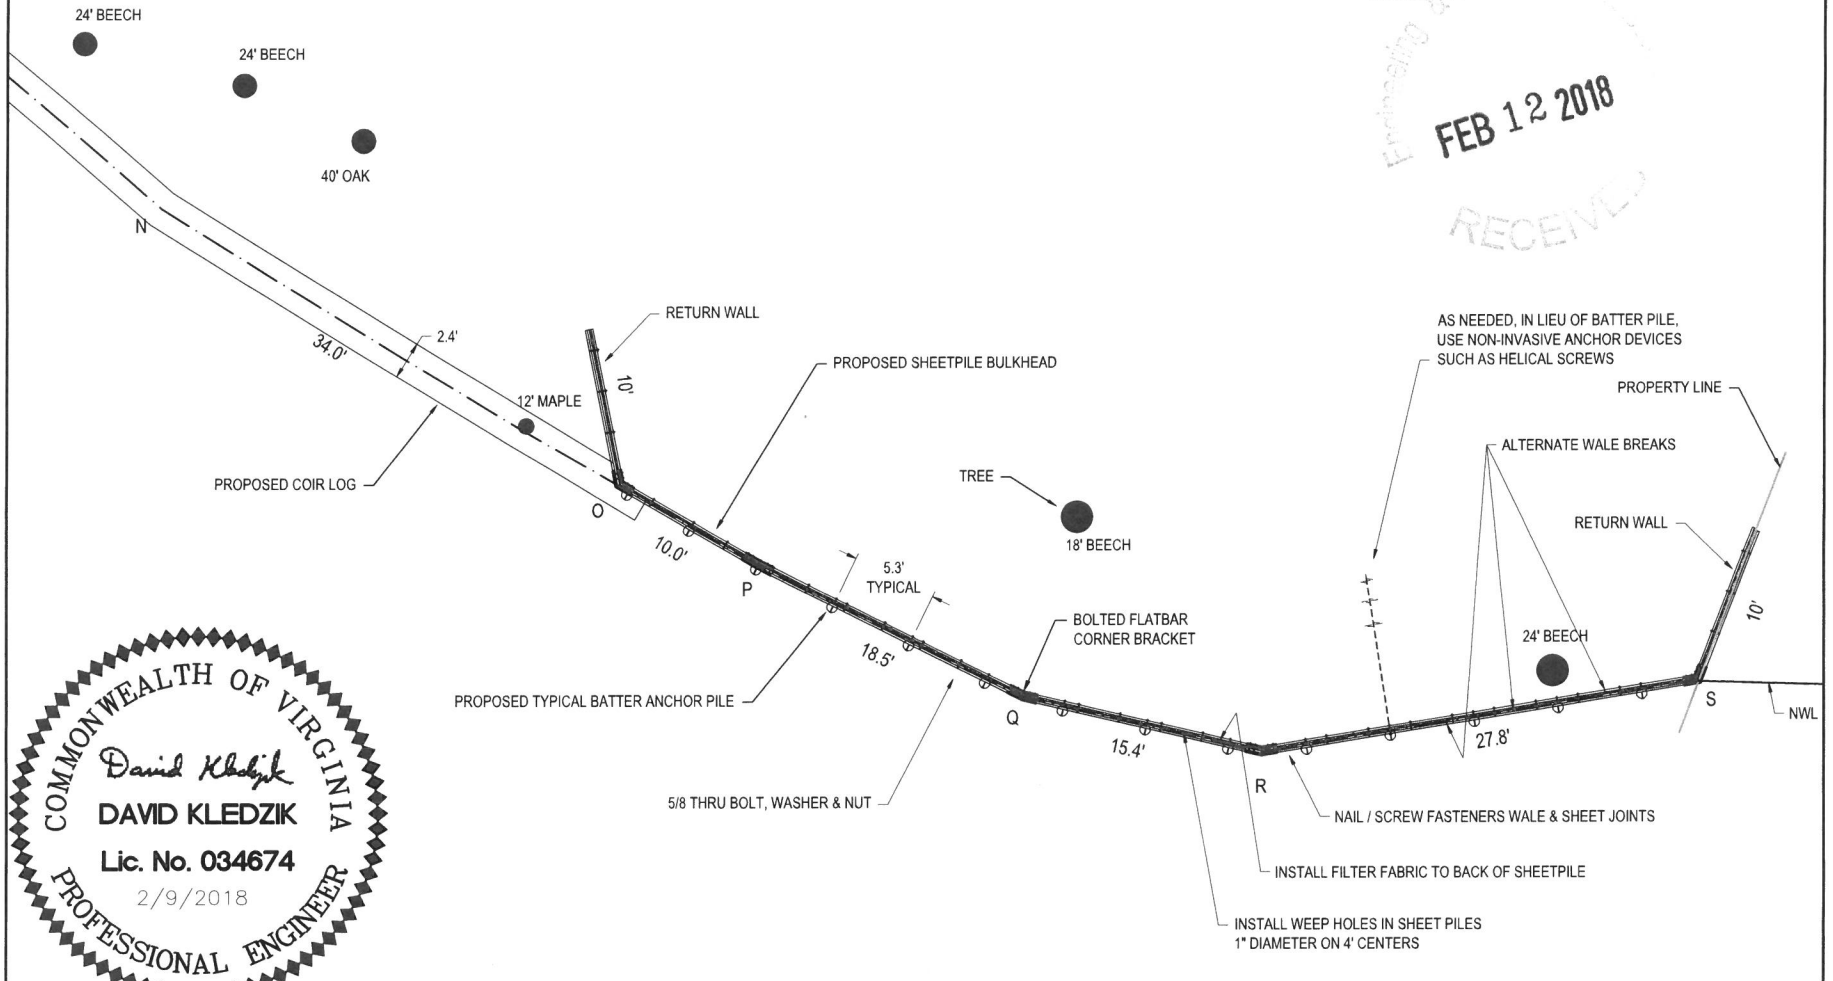 24' BEECH
24' BEECH
40' OAK
N
34.0'
2.4'
RETURN WALL
10'
12' MAPLE
PROPOSED SHEETPILE BULKHEAD
PROPOSED COIR LOG
O
10.0'
P
5.3'
TYPICAL
TREE
18' BEECH
18.5'
PROPOSED TYPICAL BATTER ANCHOR PILE
BOLTED FLATBAR
CORNER BRACKET
Q
15.4'
5/8 THRU BOLT, WASHER & NUT
R
27.8'
NAIL / SCREW FASTENERS WALE & SHEET JOINTS
INSTALL FILTER FABRIC TO BACK OF SHEETPILE
INSTALL WEEP HOLES IN SHEET PILES
1" DIAMETER ON 4' CENTERS
AS NEEDED, IN LIEU OF BATTER PILE,
USE NON-INVASIVE ANCHOR DEVICES
SUCH AS HELICAL SCREWS
PROPERTY LINE
ALTERNATE WALE BREAKS
RETURN WALL
10'
24' BEECH
S
NWL
Engineering &
FEB 12 2018
COMMONWEALTH OF VIRGINIA
David Kledzik
DAVID KLEDZIK
Lic. No. 034674
2/9/2018
PROFESSIONAL ENGINEER